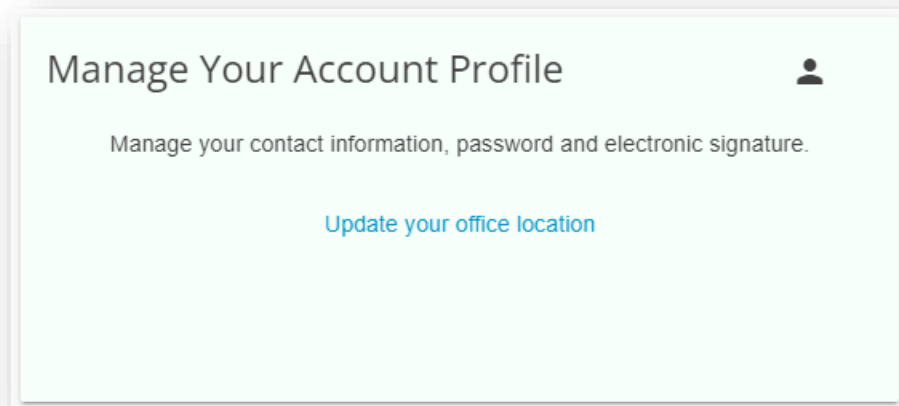 Manage Your Account Profile
Manage your contact information, password and electronic signature.
Update your office location